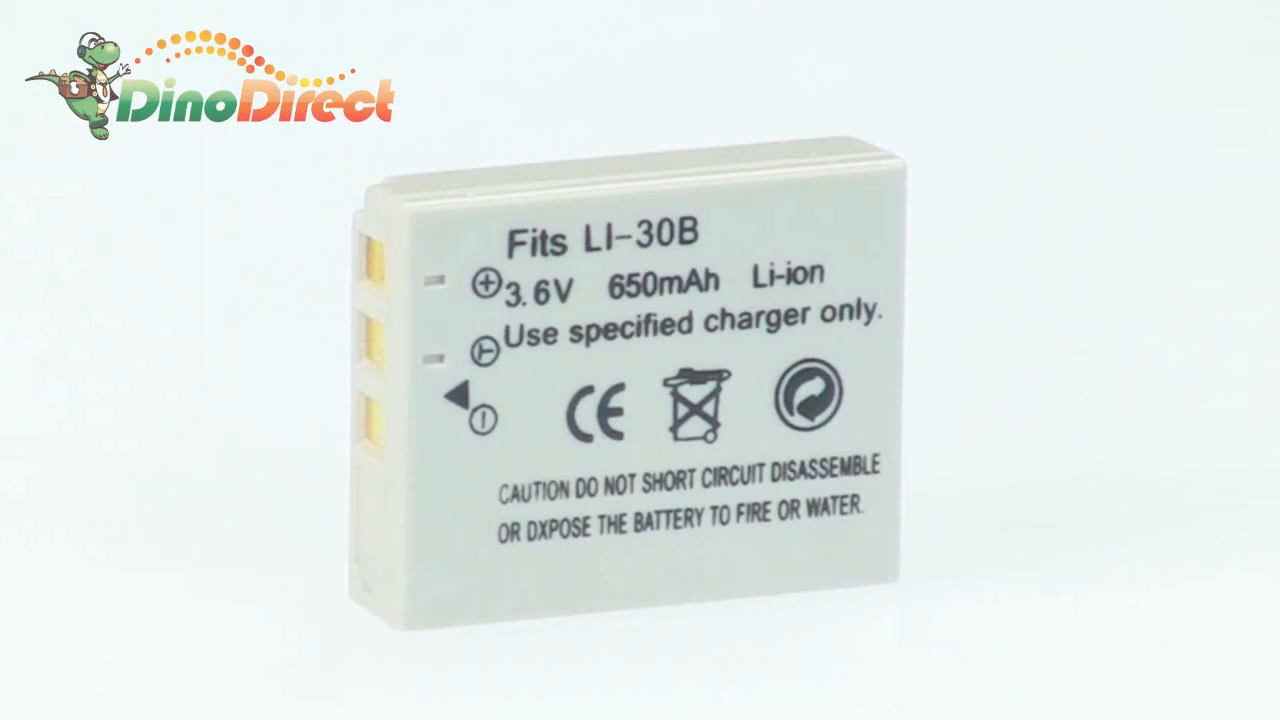 DinoDirect
Fits LI-30B
3.6V 650mAh Li-ion
Use specified charger only.
CE
CAUTION DO NOT SHORT CIRCUIT DISASSEMBLE
OR DXPOSE THE BATTERY TO FIRE OR WATER.